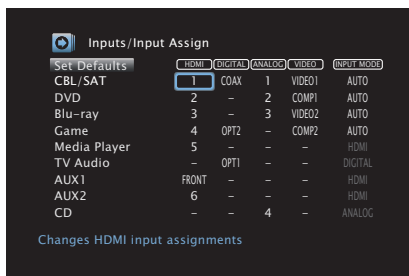 Inputs/Input Assign
Set Defaults HDMI DIGITAL ANALOG VIDEO INPUT MODE
CBL/SAT 1 COAX 1 VIDEO1 AUTO
DVD 2 – 2 COMP1 AUTO
Blu-ray 3 – 3 VIDEO2 AUTO
Game 4 OPT2 – COMP2 AUTO
Media Player 5 – – – HDMI
TV Audio – OPT1 – – DIGITAL
AUX1 FRONT – – – HDMI
AUX2 6 – – – HDMI
CD – – 4 – ANALOG
Changes HDMI input assignments